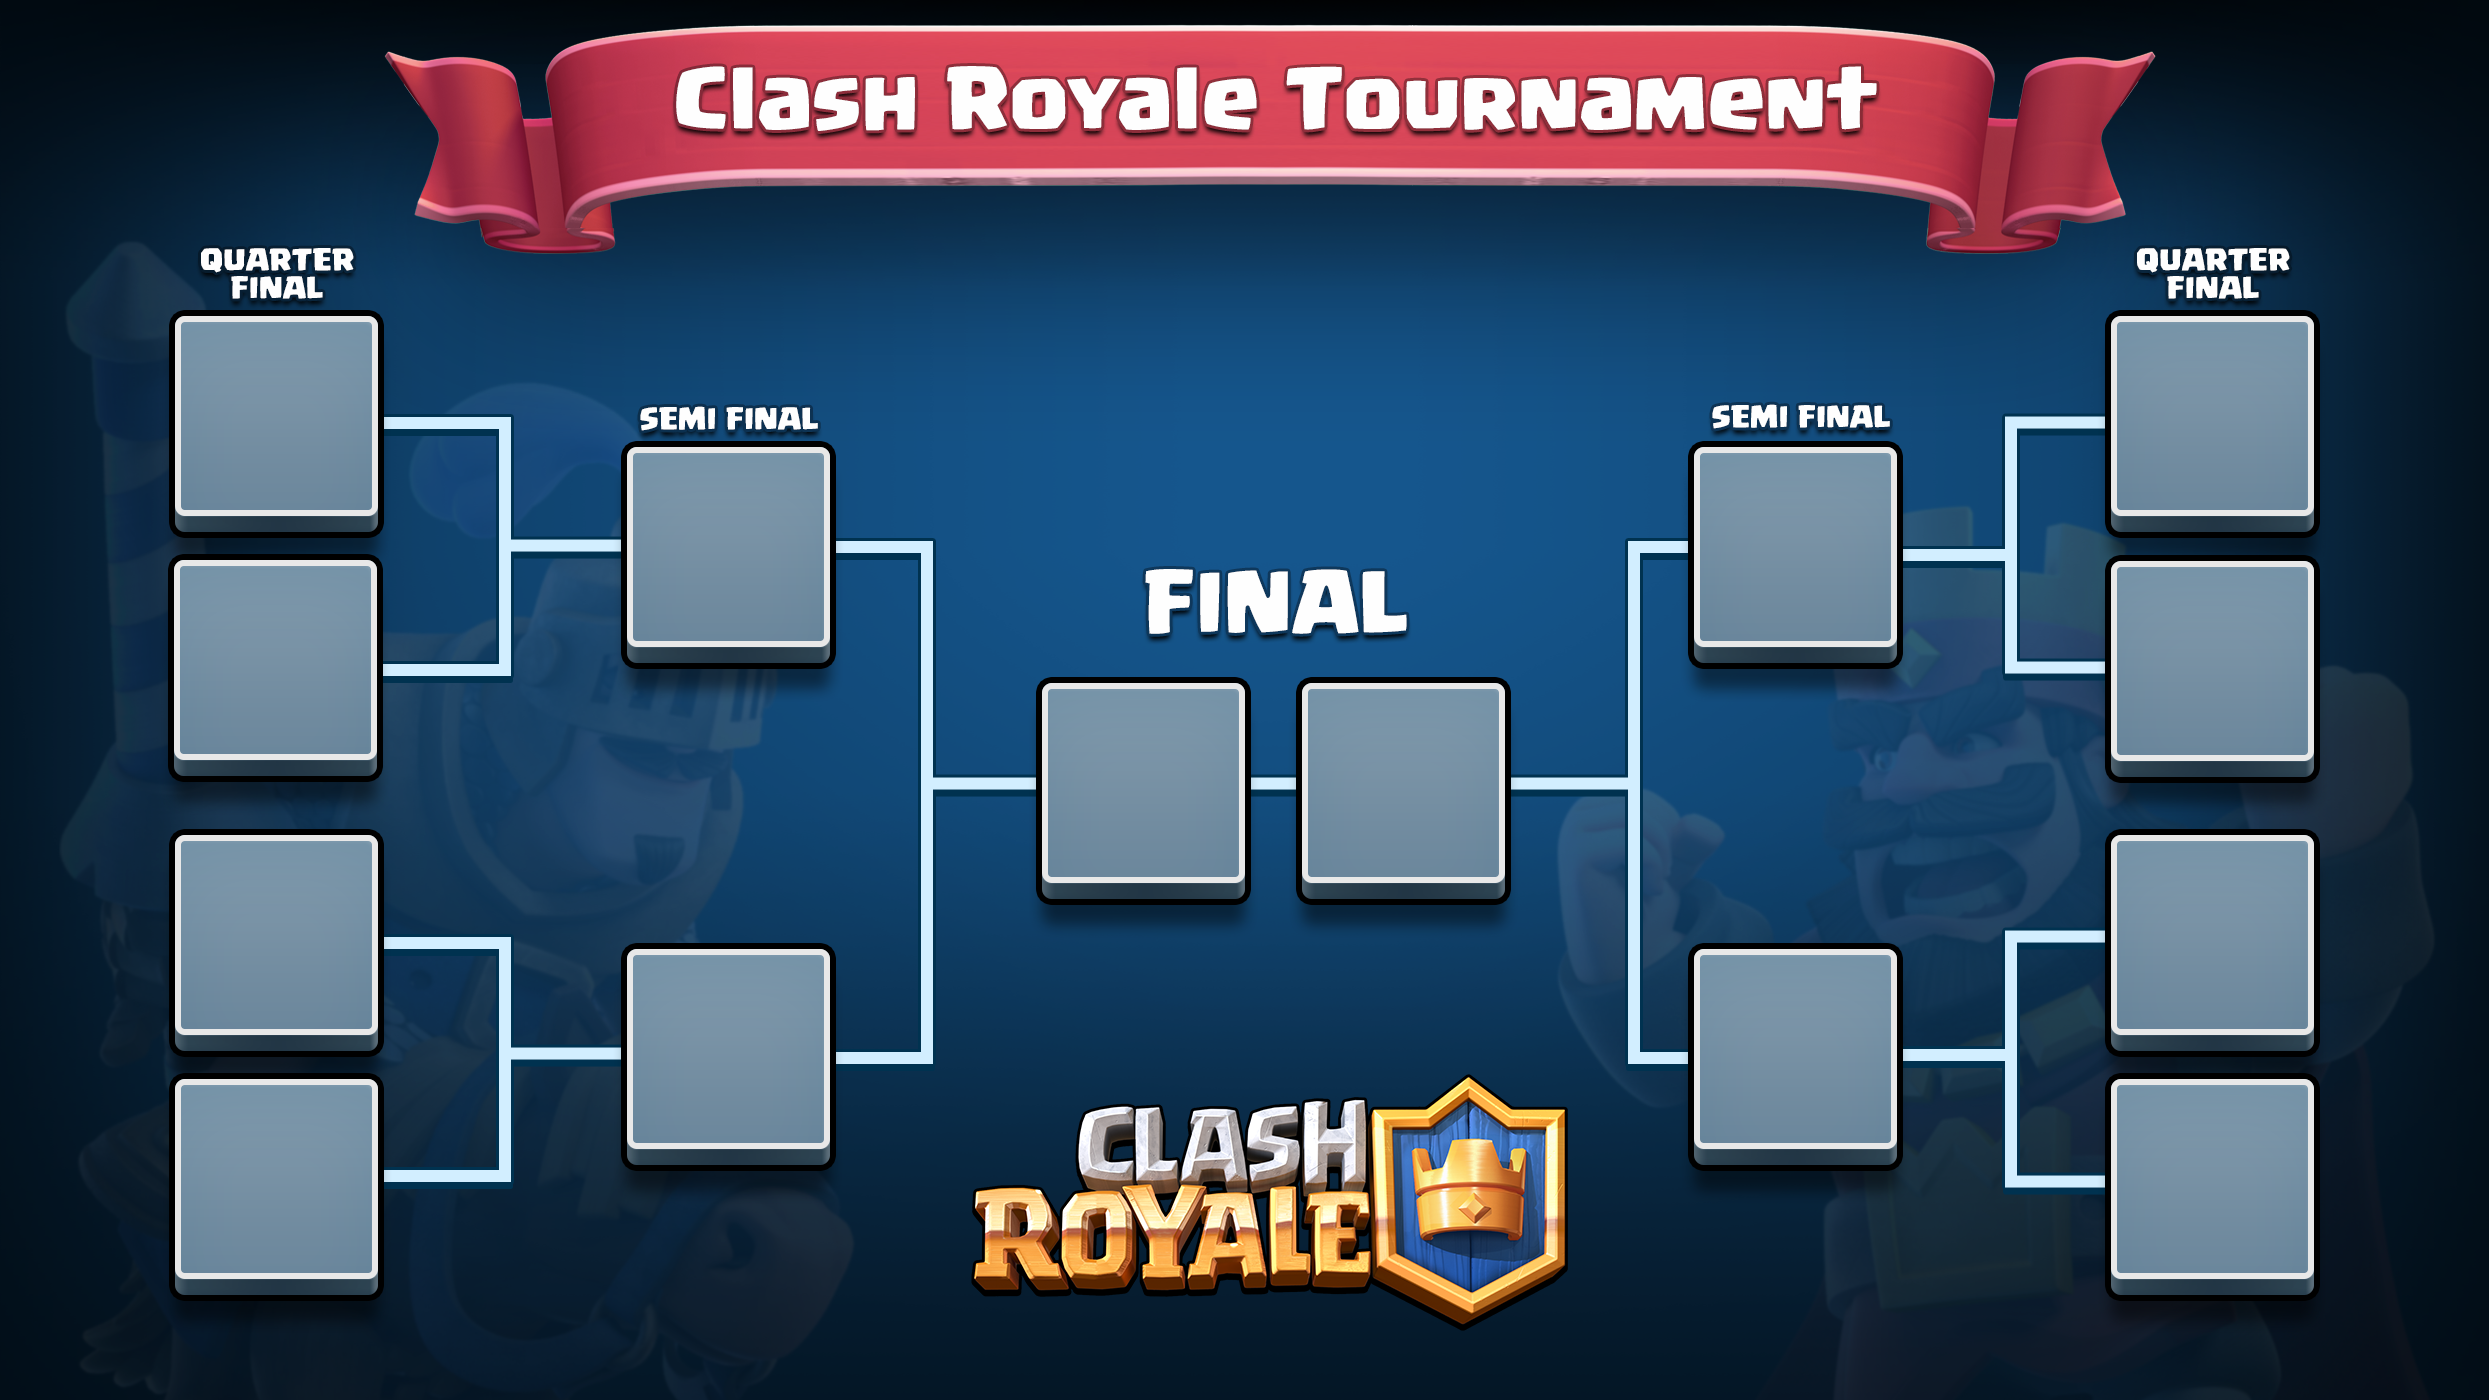 Clash Royale Tournament
QUARTER
FINAL
QUARTER
FINAL
SEMI FINAL
SEMI FINAL
FINAL
CLASH
ROYALE